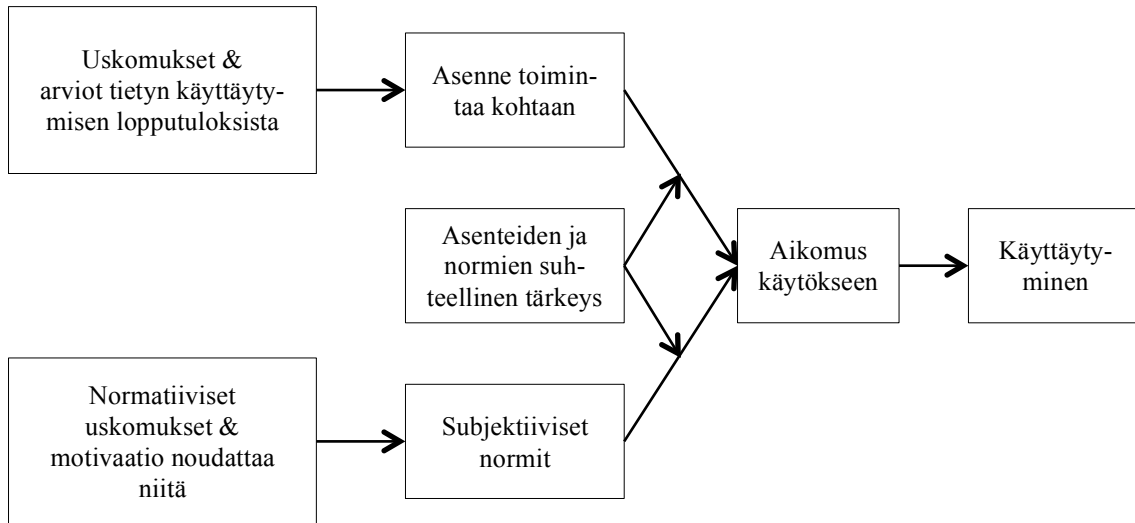 Uskomukset &
arviot tietyn käyttäyty-
misen lopputuloksista
Asenne toimin-
taa kohtaan
Asenteiden ja
normien suh-
teellinen tärkeys
Aikomus
käytökseen
Käyttäyty-
minen
Normatiiviset
uskomukset &
motivaatio noudattaa
niitä
Subjektiiviset
normit